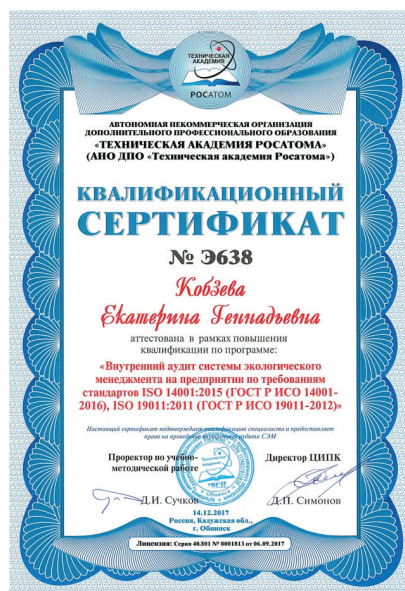 ТЕХНИЧЕСКАЯ
АКАДЕМИЯ
РОСАТОМ
АВТОНОМНАЯ НЕКОММЕРЧЕСКАЯ ОРГАНИЗАЦИЯ
ДОПОЛНИТЕЛЬНОГО ПРОФЕССИОНАЛЬНОГО ОБРАЗОВАНИЯ
«ТЕХНИЧЕСКАЯ АКАДЕМИЯ РОСАТОМА»
(АНО ДПО «Техническая академия Росатома»)
КВАЛИФИКАЦИОННЫЙ
СЕРТИФИКАТ
№ Э638
Кобзева
Екатерина Геннадьевна
аттестована в рамках повышения
квалификации по программе:
«Внутренний аудит системы экологического
менеджмента на предприятии по требованиям
стандартов ISO 14001:2015 (ГОСТ Р ИСО 14001-
2016), ISO 19011:2011 (ГОСТ Р ИСО 19011-2012)»
Настоящий сертификат подтверждает квалификацию специалиста и предоставляет
право на проведение внутреннего аудита СЭМ
Проректор по учебно-
методической работе
Директор ЦИПК
Д.И. Сучков
Д.П. Симонов
14.12.2017
Россия, Калужская обл.,
г. Обнинск
Лицензия: Серия 40Л01 № 0001813 от 06.09.2017